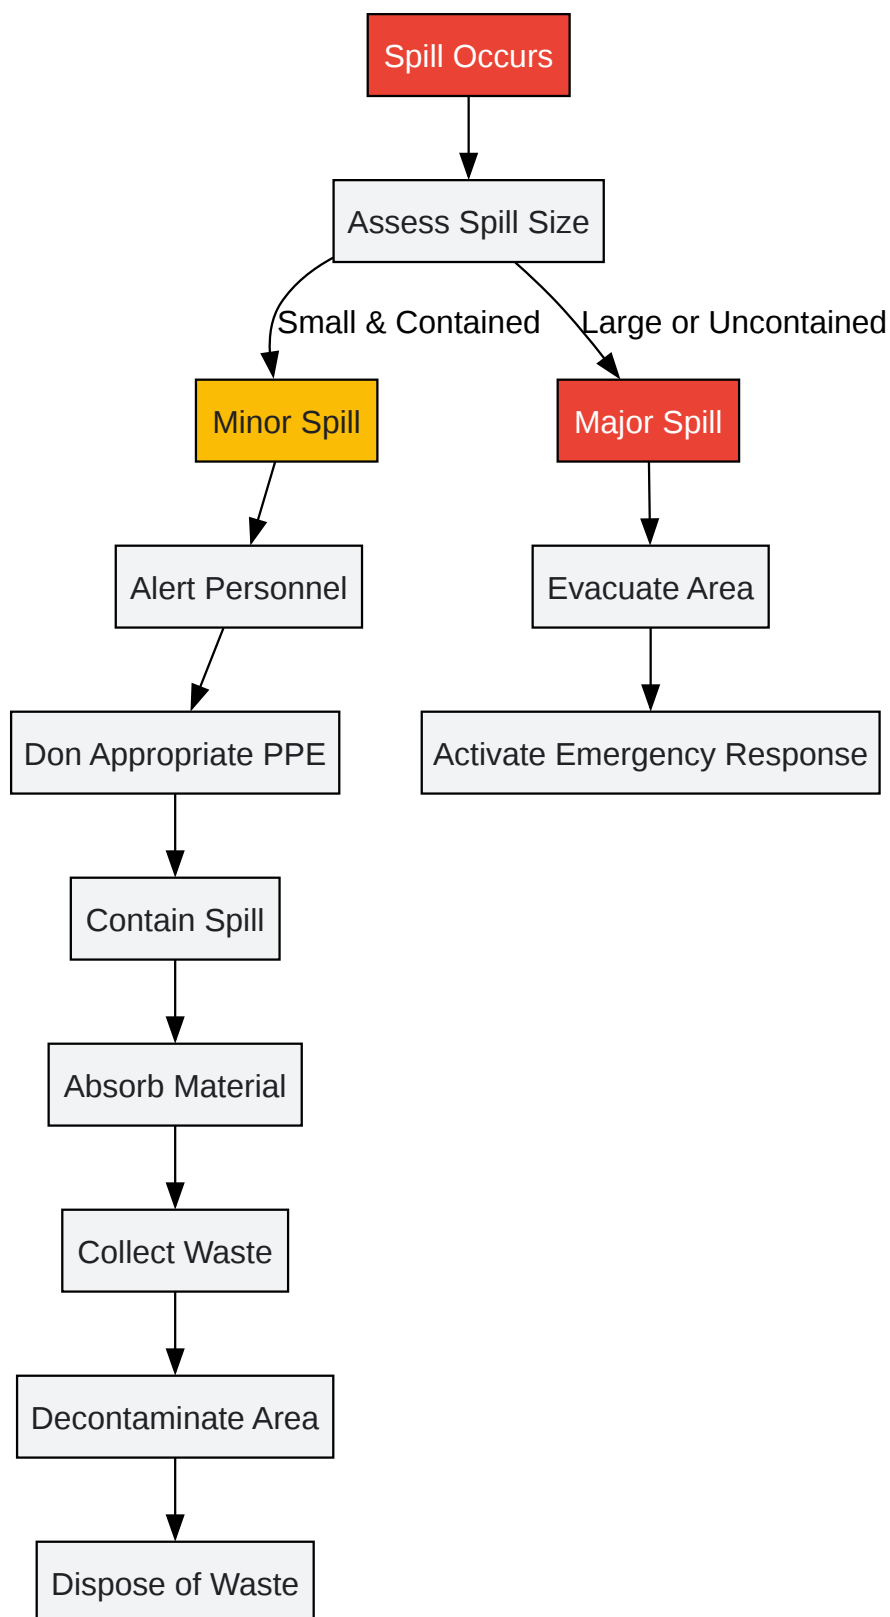 Spill Occurs
Assess Spill Size
Small & Contained
Large or Uncontained
Minor Spill
Major Spill
Alert Personnel
Evacuate Area
Don Appropriate PPE
Activate Emergency Response
Contain Spill
Absorb Material
Collect Waste
Decontaminate Area
Dispose of Waste